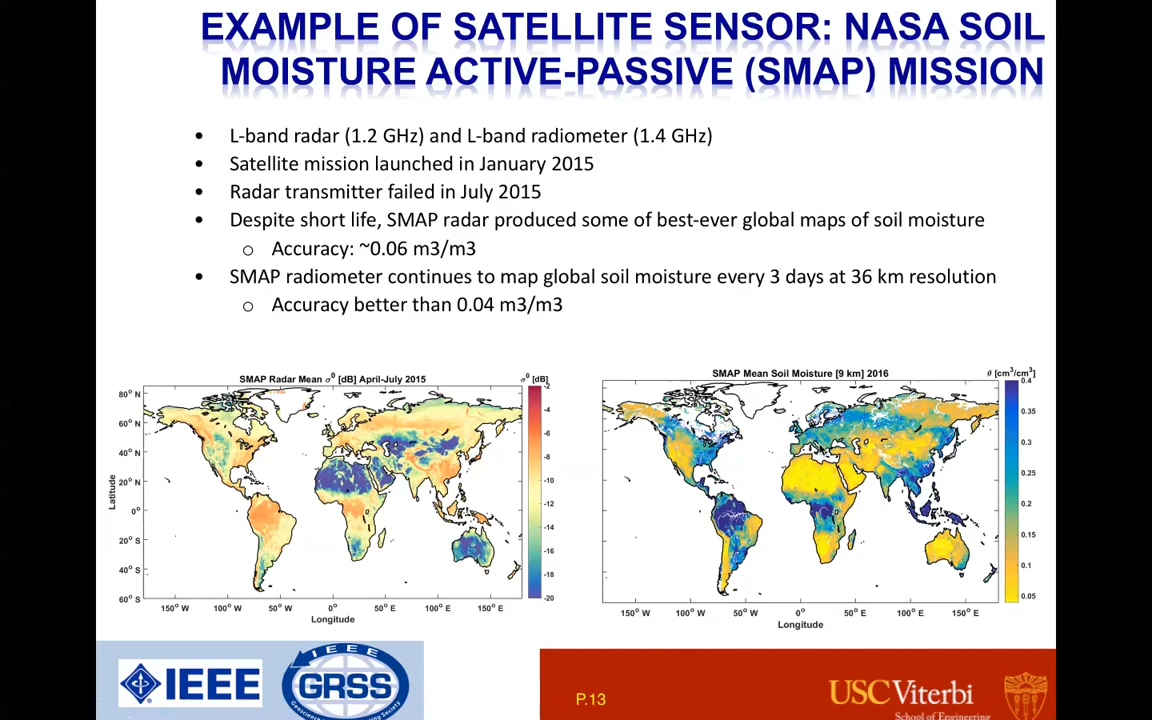 EXAMPLE OF SATELLITE SENSOR: NASA SOIL
MOISTURE ACTIVE-PASSIVE (SMAP) MISSION
• L-band radar (1.2 GHz) and L-band radiometer (1.4 GHz)
• Satellite mission launched in January 2015
• Radar transmitter failed in July 2015
• Despite short life, SMAP radar produced some of best-ever global maps of soil moisture
o Accuracy: ~0.06 m3/m3
• SMAP radiometer continues to map global soil moisture every 3 days at 36 km resolution
o Accuracy better than 0.04 m3/m3
SMAP Radar Mean σ⁰ [dB] April-July 2015
σ⁰ [dB]
80° N
60° N
40° N
20° N
0°
20° S
40° S
60° S
Latitude
150° W 100° W 50° W 0° 50° E 100° E 150° E
Longitude
-2
-4
-6
-8
-10
-12
-14
-16
-18
-20
SMAP Mean Soil Moisture [9 km] 2016
θ [cm³/cm³]
0.4
0.35
0.3
0.25
0.2
0.15
0.1
0.05
150° W 100° W 50° W 0° 50° E 100° E 150° E
Longitude
IEEE
IEEE
GRSS
P.13
USC Viterbi
School of Engineering